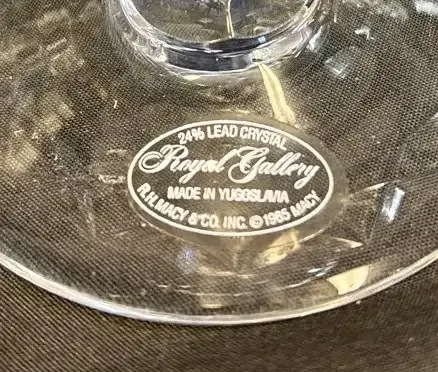 24% LEAD CRYSTAL
Royal Gallery
MADE IN YUGOSLAVIA
R.H. MACY & CO. INC. © 1985 MACY